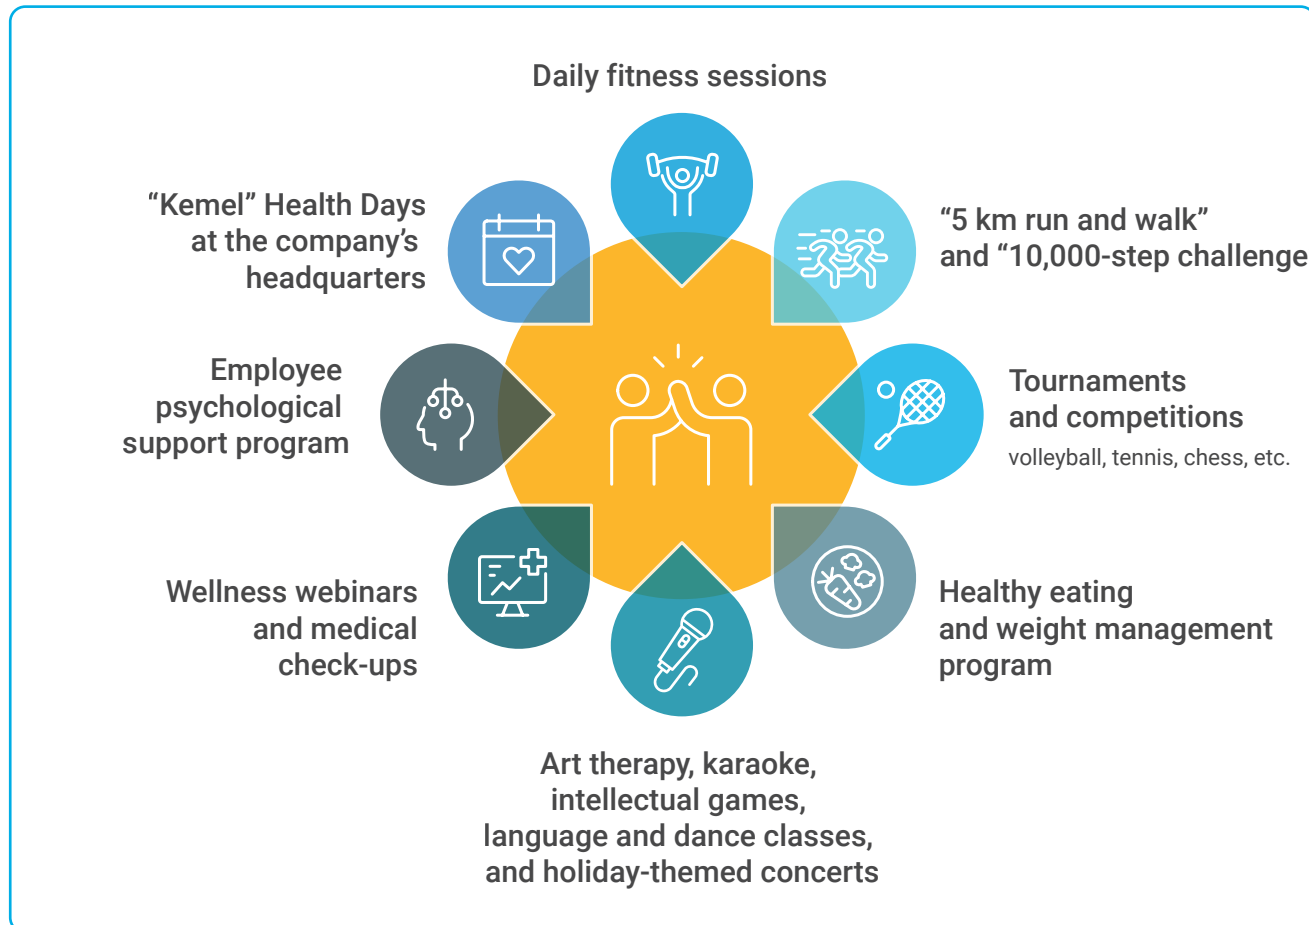 Daily fitness sessions
“Kemel” Health Days
at the company’s
headquarters
“5 km run and walk”
and “10,000-step challenge
Employee
psychological
support program
Tournaments
and competitions
volleyball, tennis, chess, etc.
Wellness webinars
and medical
check-ups
Healthy eating
and weight management
program
Art therapy, karaoke,
intellectual games,
language and dance classes,
and holiday-themed concerts